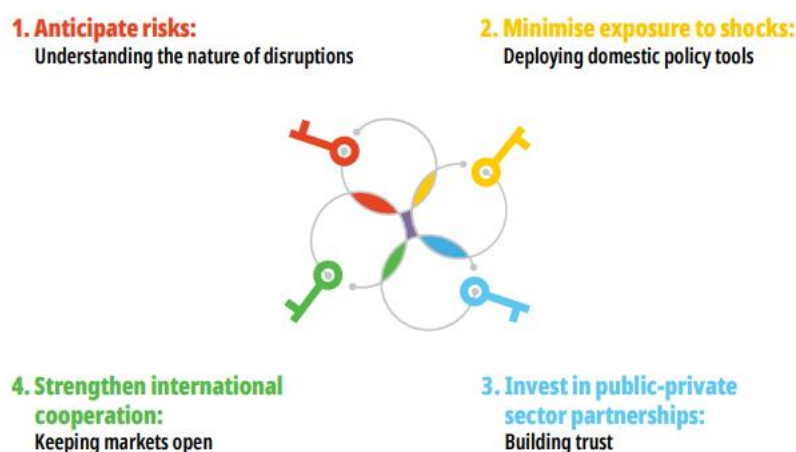 1. Anticipate risks:
Understanding the nature of disruptions
2. Minimise exposure to shocks:
Deploying domestic policy tools
4. Strengthen international
cooperation:
Keeping markets open
3. Invest in public-private
sector partnerships:
Building trust